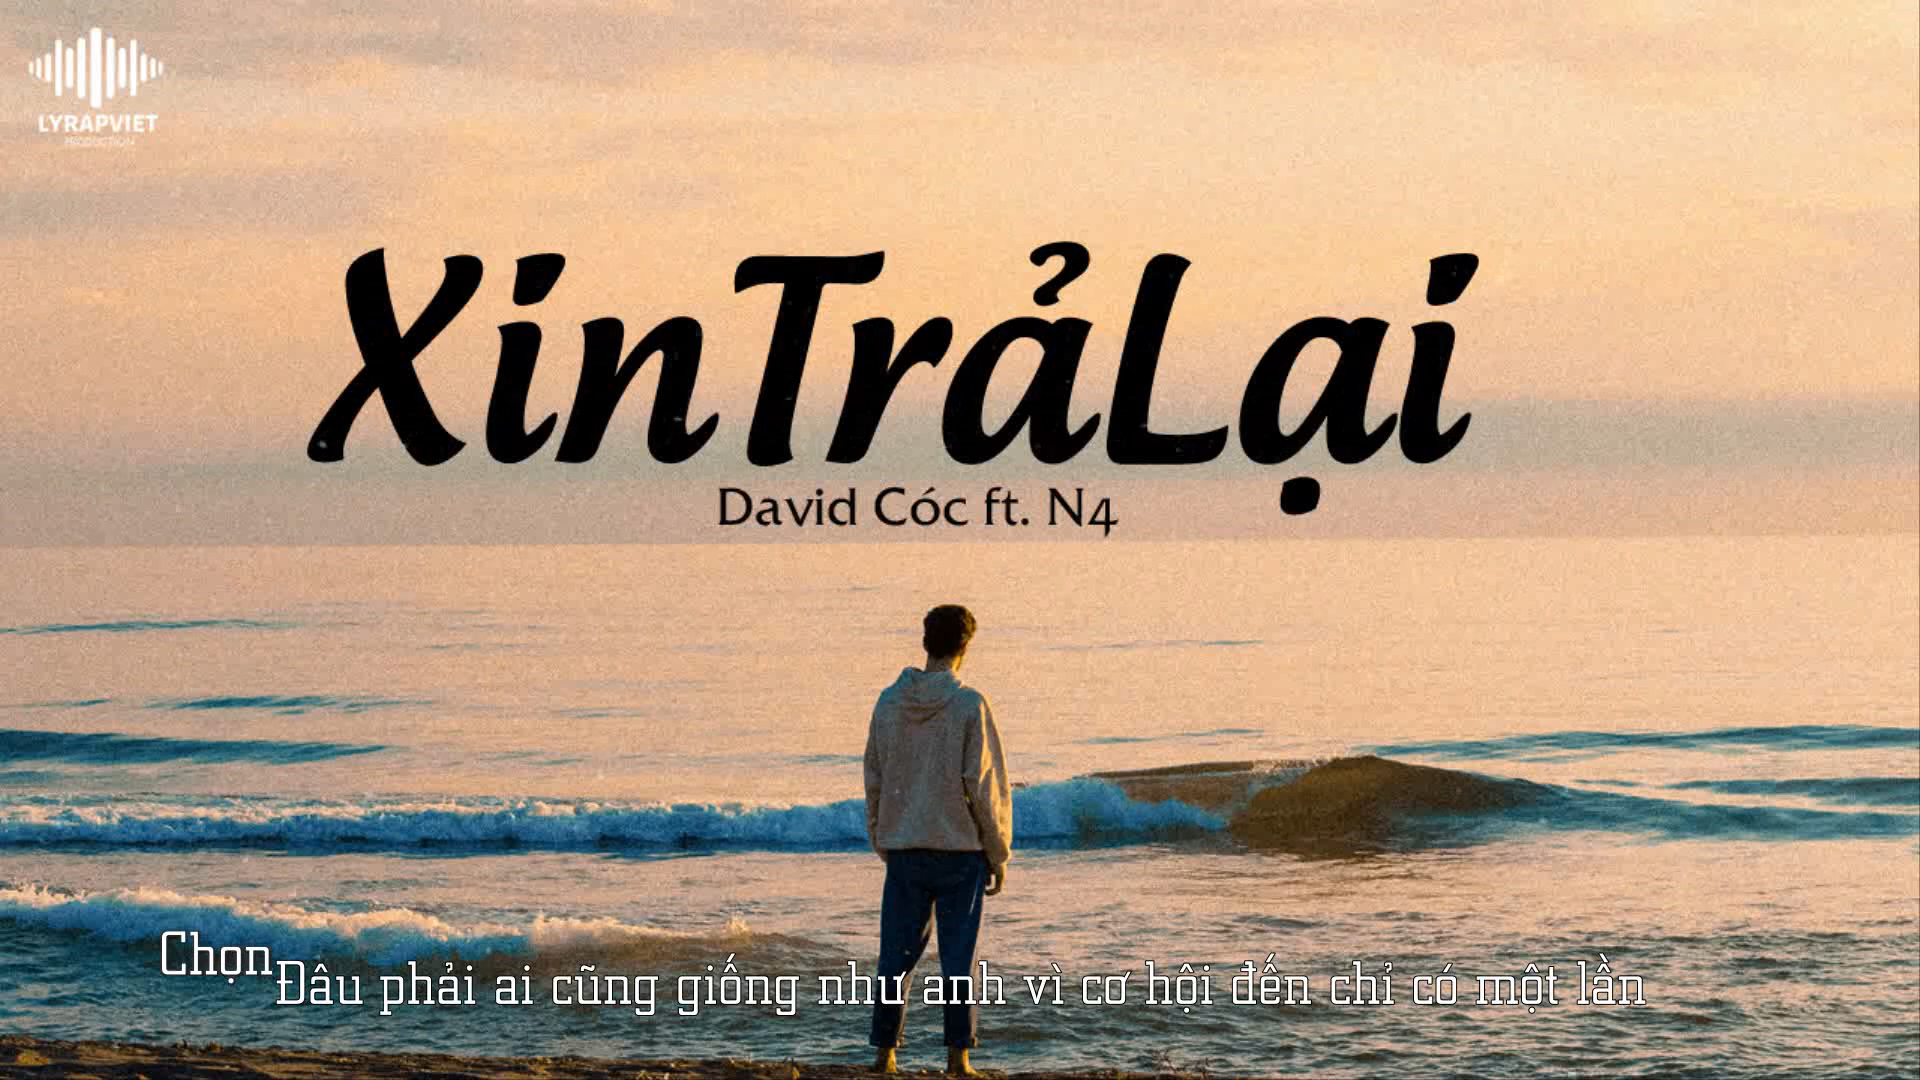 LYRAPVIET
PRODUCTION
XinTrảLại
David Cóc ft. N4
Chọn
Đâu phải ai cũng giống như anh vì cơ hội đến chỉ có một lần